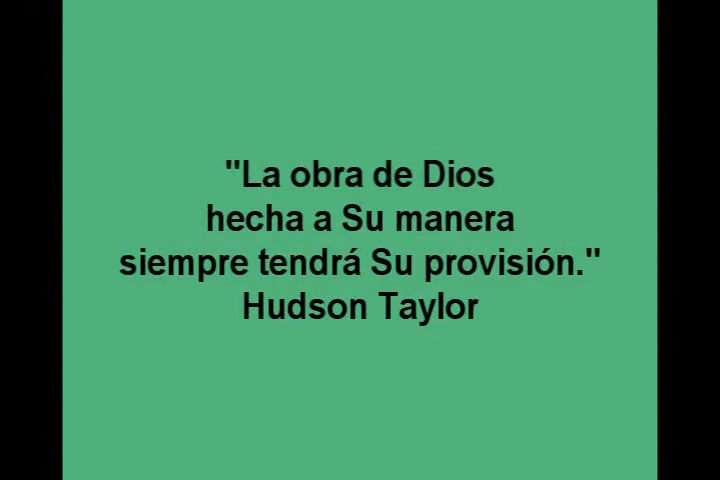 "La obra de Dios
hecha a Su manera
siempre tendrá Su provisión."
Hudson Taylor